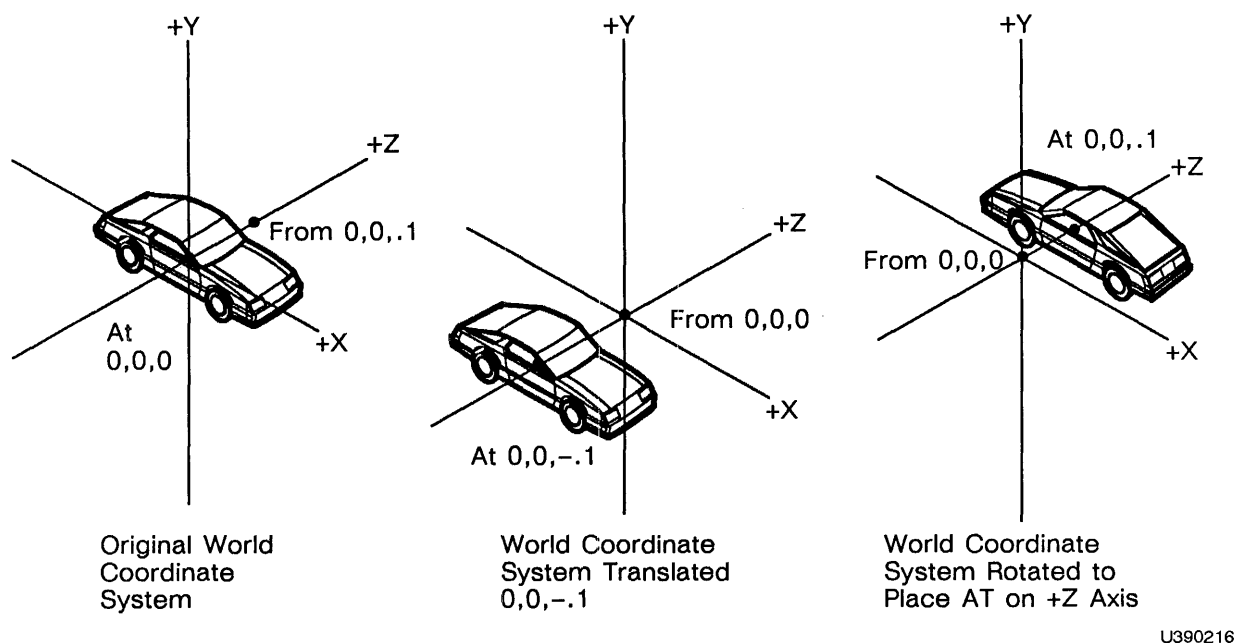 +Y
+Z
From 0,0,.1
At
0,0,0
+X
Original World
Coordinate
System
+Y
+Z
From 0,0,0
+X
At 0,0,-.1
World Coordinate
System Translated
0,0,-.1
+Y
At 0,0,.1
+Z
From 0,0,0
+X
World Coordinate
System Rotated to
Place AT on +Z Axis
U390216